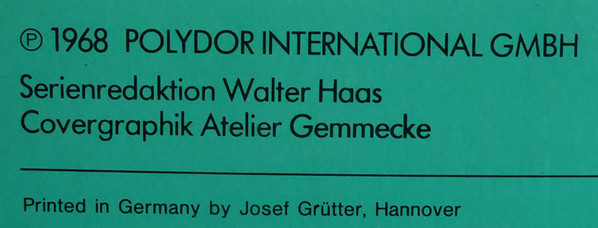 ℗ 1968 POLYDOR INTERNATIONAL GMBH
Serienredaktion Walter Haas
Covergraphik Atelier Gemmecke
Printed in Germany by Josef Grütter, Hannover